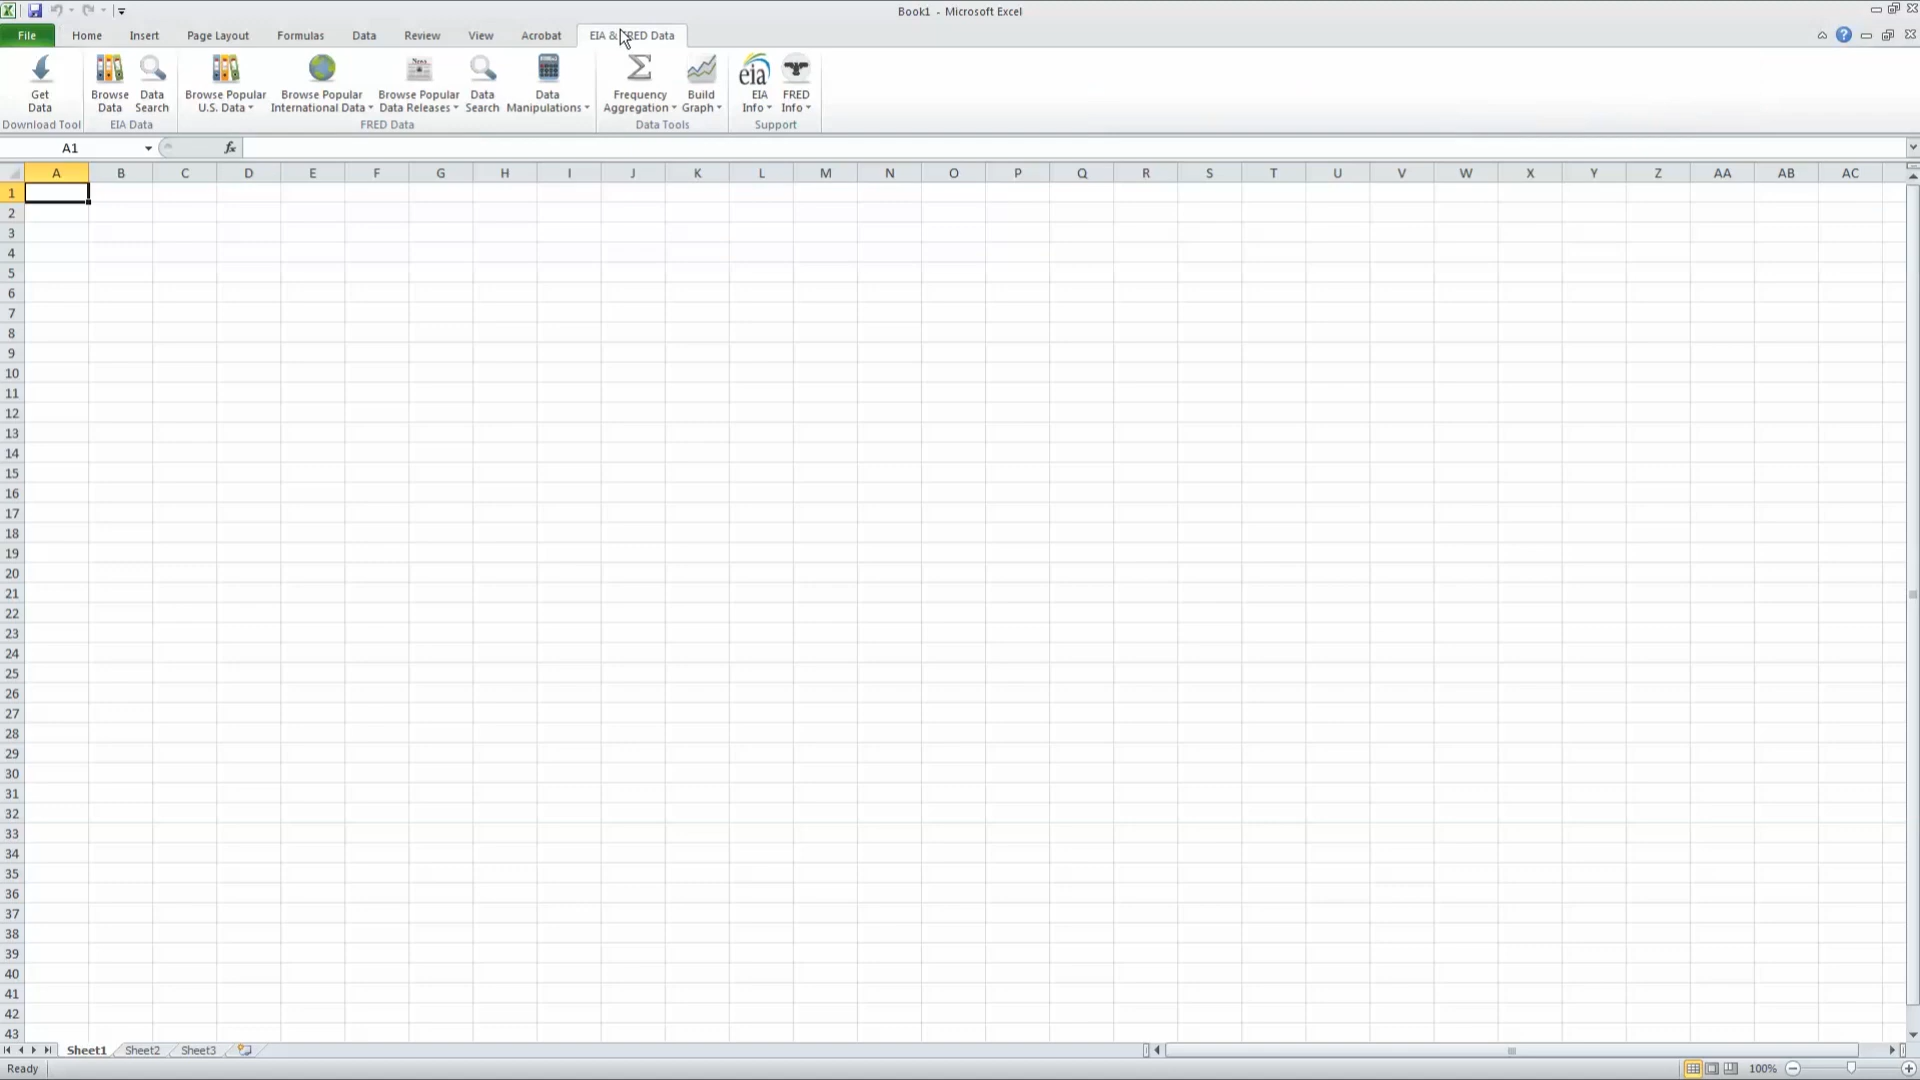 Book1 - Microsoft Excel
File Home Insert Page Layout Formulas Data Review View Acrobat EIA & FRED Data
Get Data
Browse Data
Data Search
Browse Popular U.S. Data
Browse Popular International Data
Browse Popular Data Releases
Data Search
Data Manipulations
Frequency Aggregation
Build Graph
eia
EIA Info
FRED Info
Download Tool EIA Data FRED Data Data Tools Support
A1 fx
A B C D E F G H I J K L M N O P Q R S T U V W X Y Z AA AB AC
1
2
3
4
5
6
7
8
9
10
11
12
13
14
15
16
17
18
19
20
21
22
23
24
25
26
27
28
29
30
31
32
33
34
35
36
37
38
39
40
41
42
43
Sheet1 Sheet2 Sheet3
Ready 100%